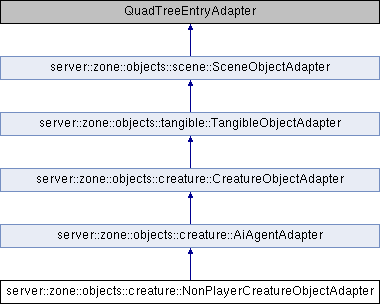 QuadTreeEntryAdapter
server::zone::objects::scene::SceneObjectAdapter
server::zone::objects::tangible::TangibleObjectAdapter
server::zone::objects::creature::CreatureObjectAdapter
server::zone::objects::creature::AiAgentAdapter
server::zone::objects::creature::NonPlayerCreatureObjectAdapter